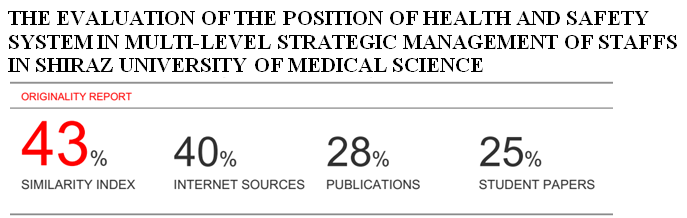 THE EVALUATION OF THE POSITION OF HEALTH AND SAFETY
SYSTEM IN MULTI-LEVEL STRATEGIC MANAGEMENT OF STAFFS
IN SHIRAZ UNIVERSITY OF MEDICAL SCIENCE
ORIGINALITY REPORT
43% 40% 28% 25%
SIMILARITY INDEX INTERNET SOURCES PUBLICATIONS STUDENT PAPERS